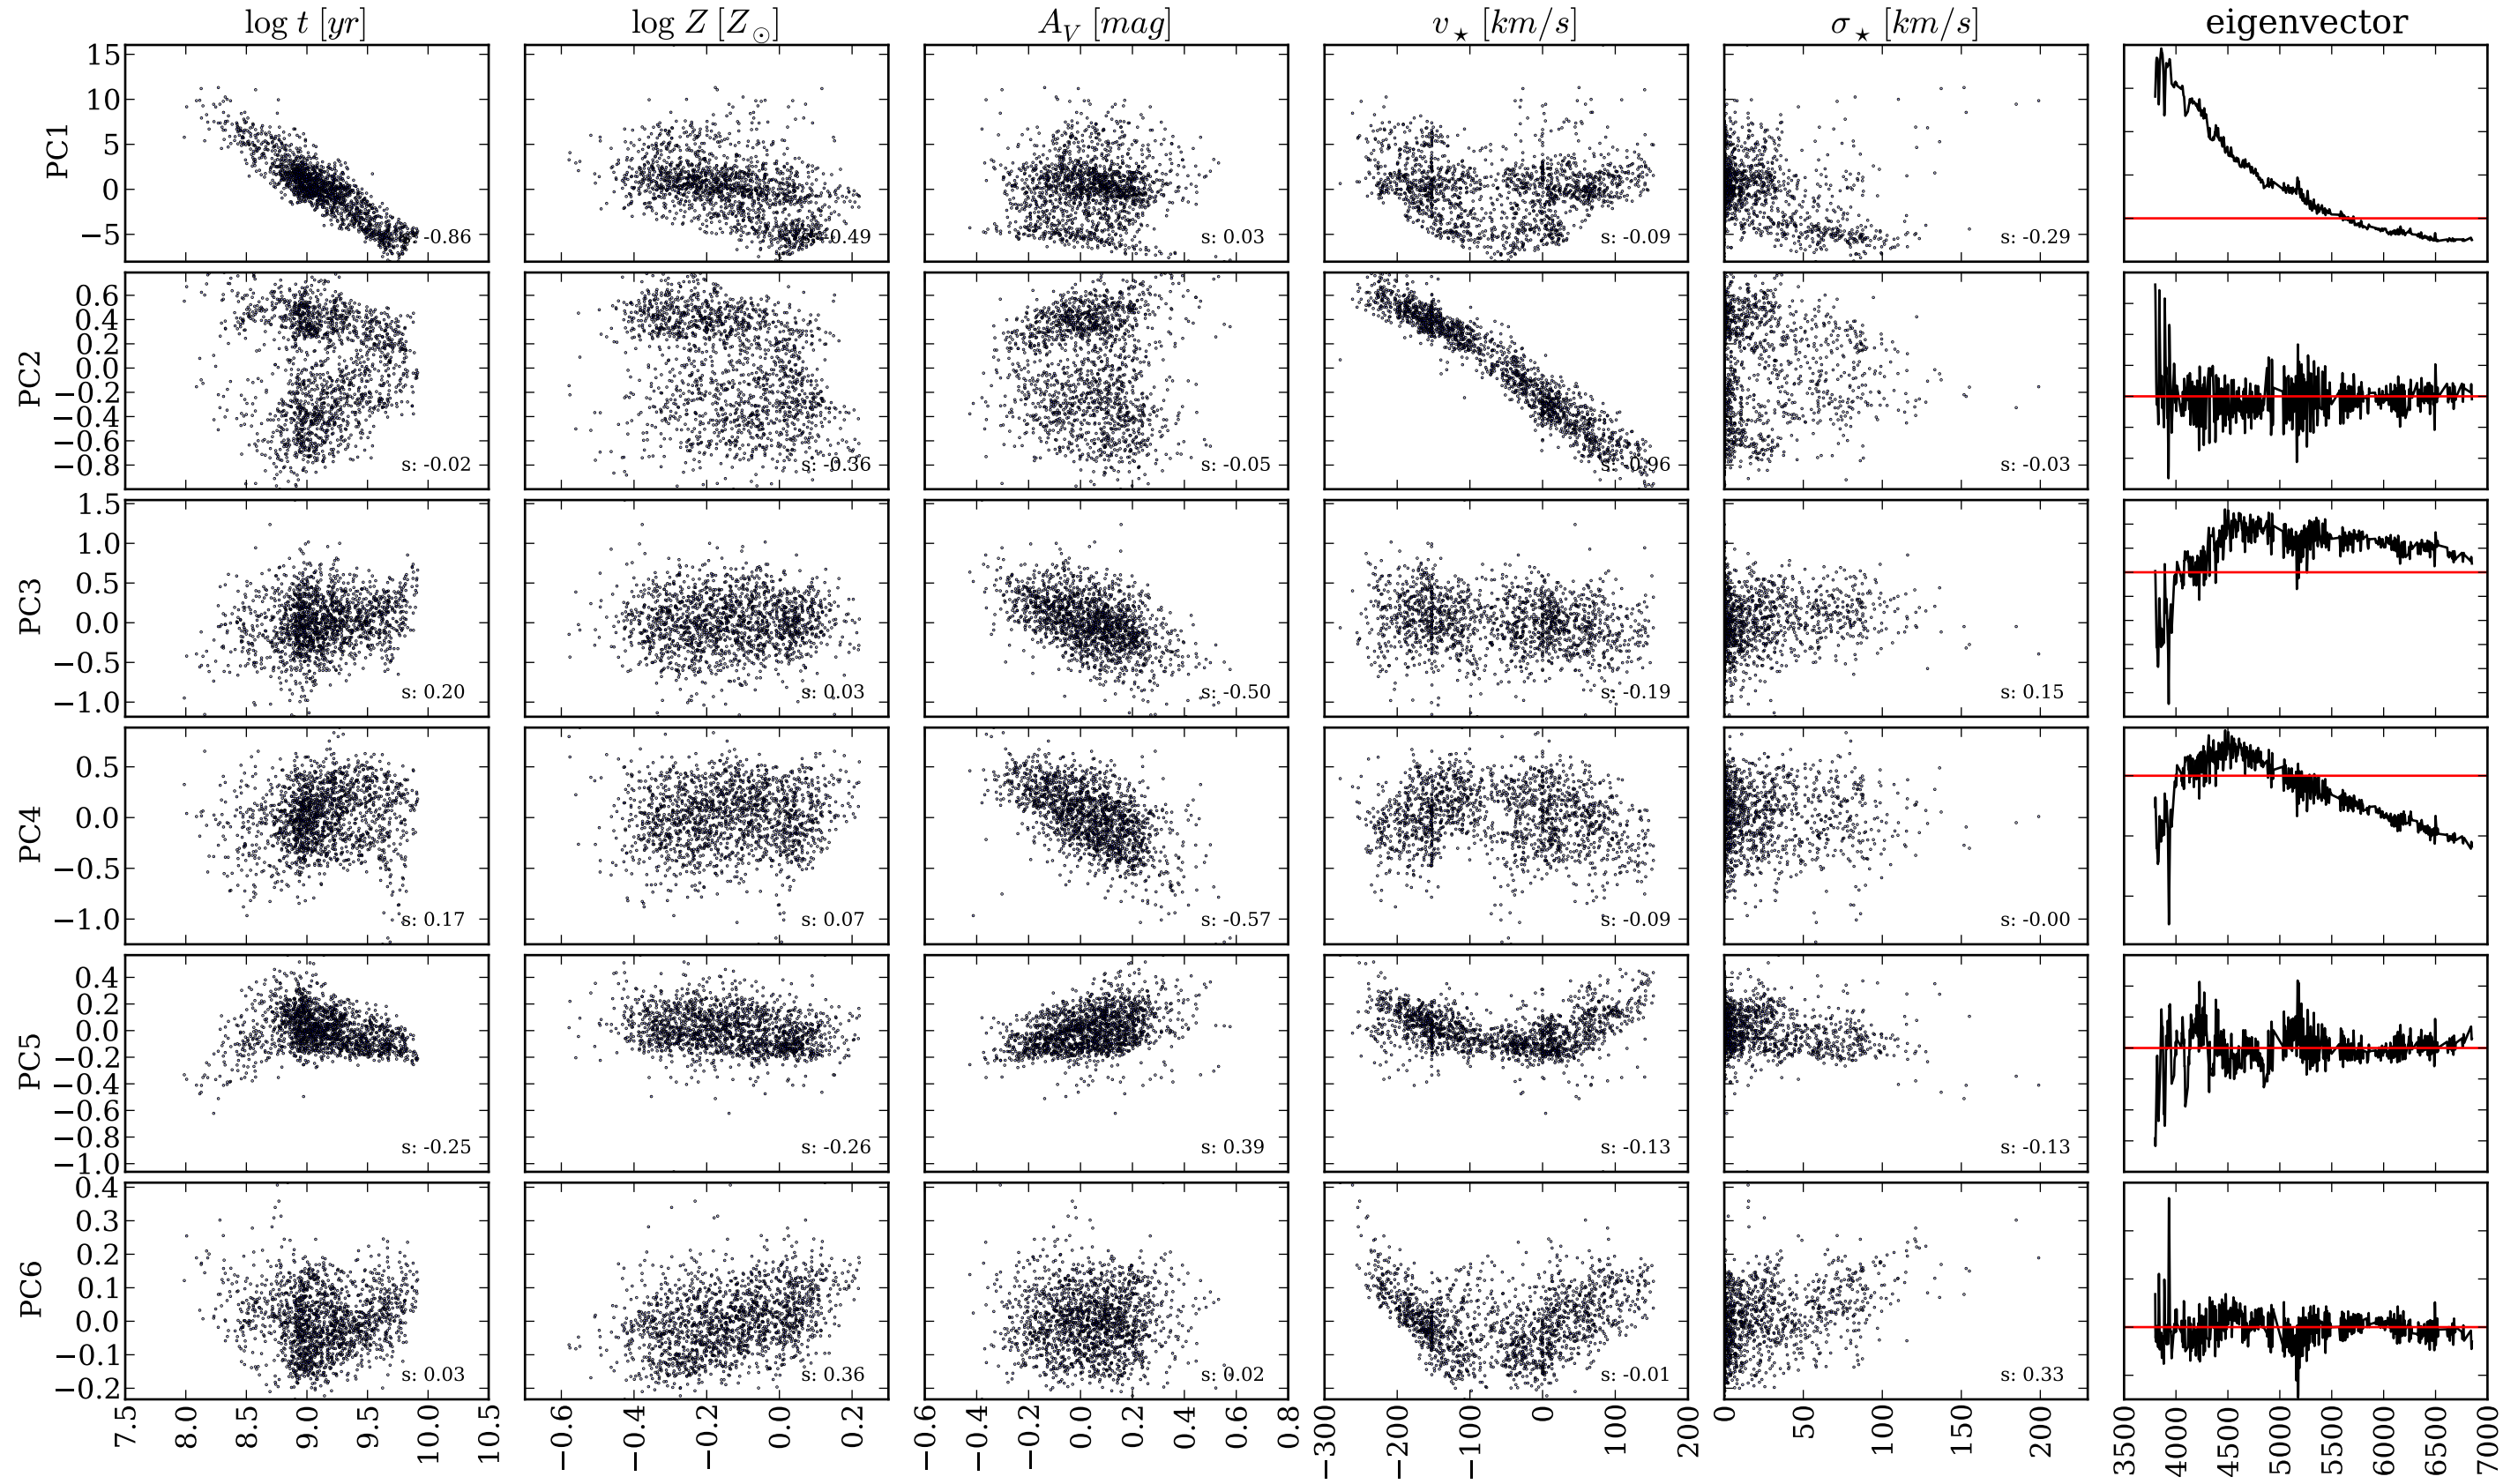 log t [yr] log Z [Z⊙] A_V [mag] v⋆ [km/s] σ⋆ [km/s] eigenvector
15
10
5
0
−5
PC1
s: -0.86 s: -0.49 s: 0.03 s: -0.09 s: -0.29
0.6
0.4
0.2
0.0
−0.2
−0.4
−0.6
−0.8
PC2
s: -0.02 s: -0.36 s: -0.05 s: -0.96 s: -0.03
1.5
1.0
0.5
0.0
−0.5
−1.0
PC3
s: 0.20 s: 0.03 s: -0.50 s: -0.19 s: 0.15
0.5
0.0
−0.5
−1.0
PC4
s: 0.17 s: 0.07 s: -0.57 s: -0.09 s: -0.00
0.4
0.2
0.0
−0.2
−0.4
−0.6
−0.8
−1.0
PC5
s: -0.25 s: -0.26 s: 0.39 s: -0.13 s: -0.13
0.4
0.3
0.2
0.1
0.0
−0.1
−0.2
PC6
s: 0.03 s: 0.36 s: 0.02 s: -0.01 s: 0.33
7.5 8.0 8.5 9.0 9.5 10.0 10.5 −0.6 −0.4 −0.2 0.0 0.2 −0.6 −0.4 −0.2 0.0 0.2 0.4 0.6 0.8 −300 −200 −100 0 100 200 0 50 100 150 200 3500 4000 4500 5000 5500 6000 6500 7000